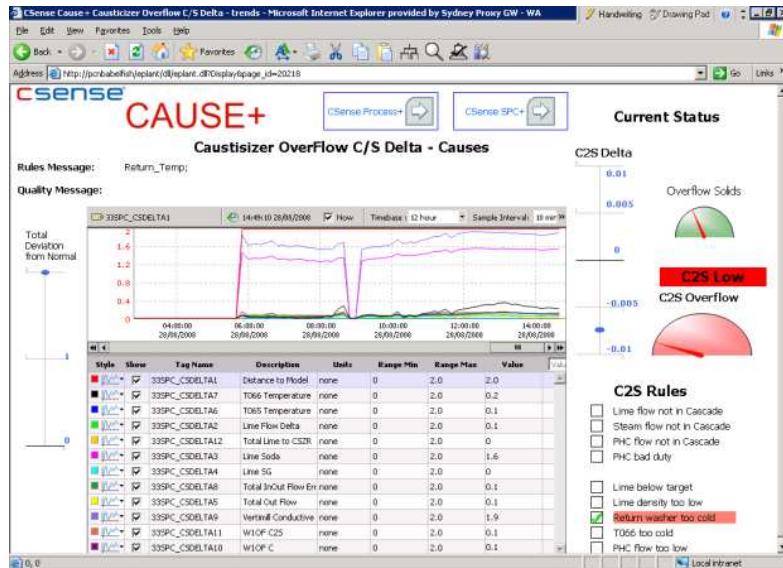 CSense Cause+ Causticizer Overflow C/S Delta - trends - Microsoft Internet Explorer provided by Sydney Proxy GW - WA
Handwriting Drawing Pad
File Edit View Favorites Tools Help
Back Favorites
Address http://pcnbabelfish/eplant/dll/eplant.dll?Display&page_id=20218 Go Links
Csense
CAUSE+
CSense Process+ CSense SPC+
Current Status
Caustisizer OverFlow C/S Delta - Causes
Rules Message: Return_Temp;
Quality Message:
C2S Delta
0.01
0.005
0
-0.005
-0.01
Overflow Solids
C2S Low
C2S Overflow
Total
Deviation
from Normal
1
0
33SPC_CSDELTA1 14:49:10 28/08/2008 Now Timebase: 12 hour Sample Interval: 10 min
2
1.6
1.2
0.8
0.4
0
04:00:00 06:00:00 08:00:00 10:00:00 12:00:00 14:00:00
28/08/2008 28/08/2008 28/08/2008 28/08/2008 28/08/2008 28/08/2008
Style Show Tag Name Description Units Range Min Range Max Value
33SPC_CSDELTA1 Distance to Model none 0 2.0 2.0
33SPC_CSDELTA7 T066 Temperature none 0 2.0 0.2
33SPC_CSDELTA6 T065 Temperature none 0 2.0 0.1
33SPC_CSDELTA2 Lime Flow Delta none 0 2.0 0.1
33SPC_CSDELTA12 Total Lime to CSZR none 0 2.0 0
33SPC_CSDELTA3 Lime Soda none 0 2.0 1.6
33SPC_CSDELTA4 Lime SG none 0 2.0 0
33SPC_CSDELTA8 Total InOut Flow Err none 0 2.0 0.1
33SPC_CSDELTA5 Total Out Flow none 0 2.0 0.1
33SPC_CSDELTA9 Vertimill Conductive none 0 2.0 1.9
33SPC_CSDELTA11 W1OF C2S none 0 2.0 0.1
33SPC_CSDELTA10 W1OF C none 0 2.0 0.1
C2S Rules
Lime flow not in Cascade
Steam flow not in Cascade
PHC flow not in Cascade
PHC bad duty
Lime below target
Lime density too low
Return washer too cold
T066 too cold
PHC flow too low
0, 0 Local intranet